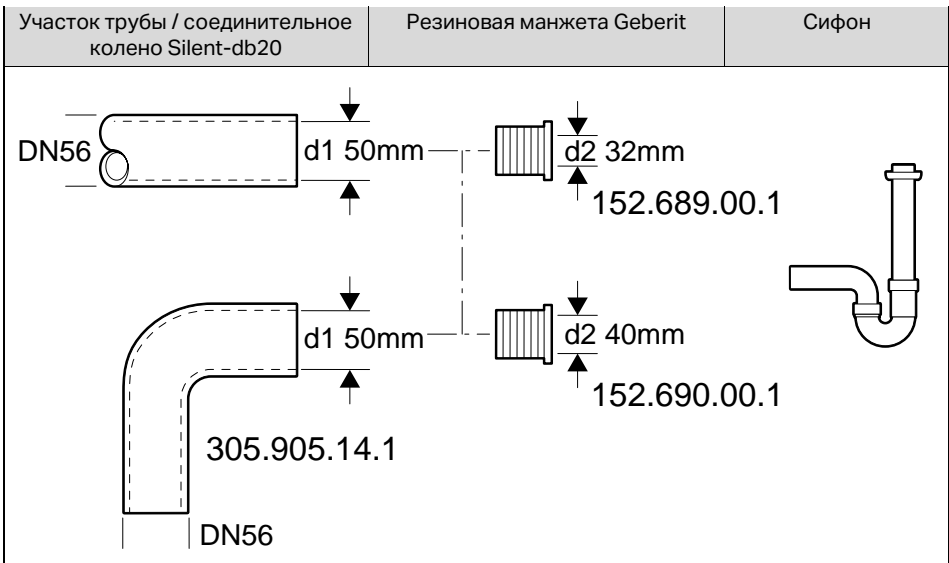 Участок трубы / соединительное
колено Silent-db20
Резиновая манжета Geberit
Сифон
DN56
d1 50mm
d2 32mm
152.689.00.1
d1 50mm
d2 40mm
152.690.00.1
305.905.14.1
DN56